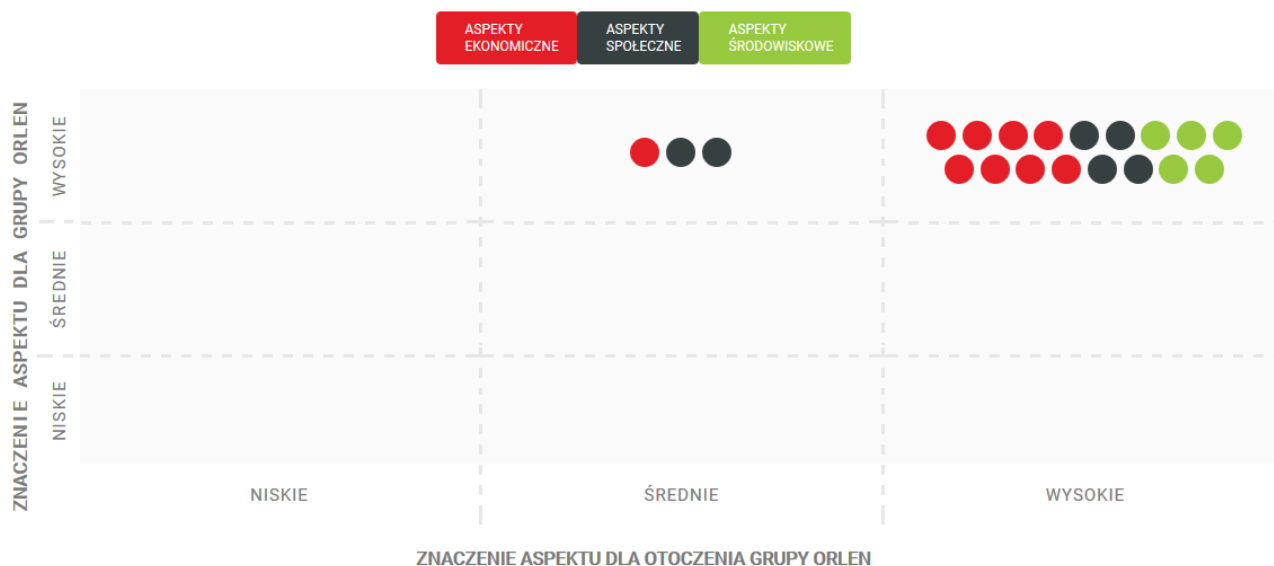 ASPEKTY
EKONOMICZNE
ASPEKTY
SPOŁECZNE
ASPEKTY
ŚRODOWISKOWE
ZNACZENIE ASPEKTU DLA GRUPY ORLEN
WYSOKIE
ŚREDNIE
NISKIE
NISKIE
ŚREDNIE
WYSOKIE
ZNACZENIE ASPEKTU DLA OTOCZENIA GRUPY ORLEN